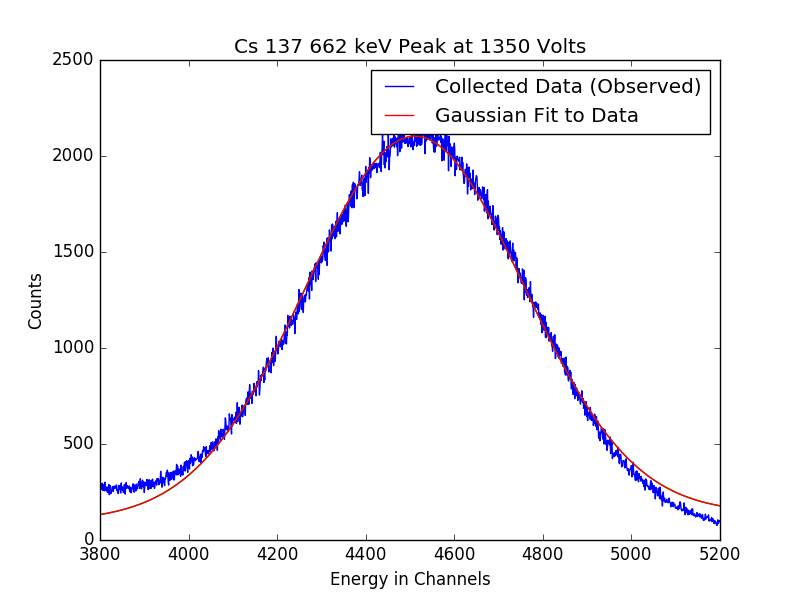 Cs 137 662 keV Peak at 1350 Volts
2500
Collected Data (Observed)
Gaussian Fit to Data
2000
1500
Counts
1000
500
0
3800 4000 4200 4400 4600 4800 5000 5200
Energy in Channels